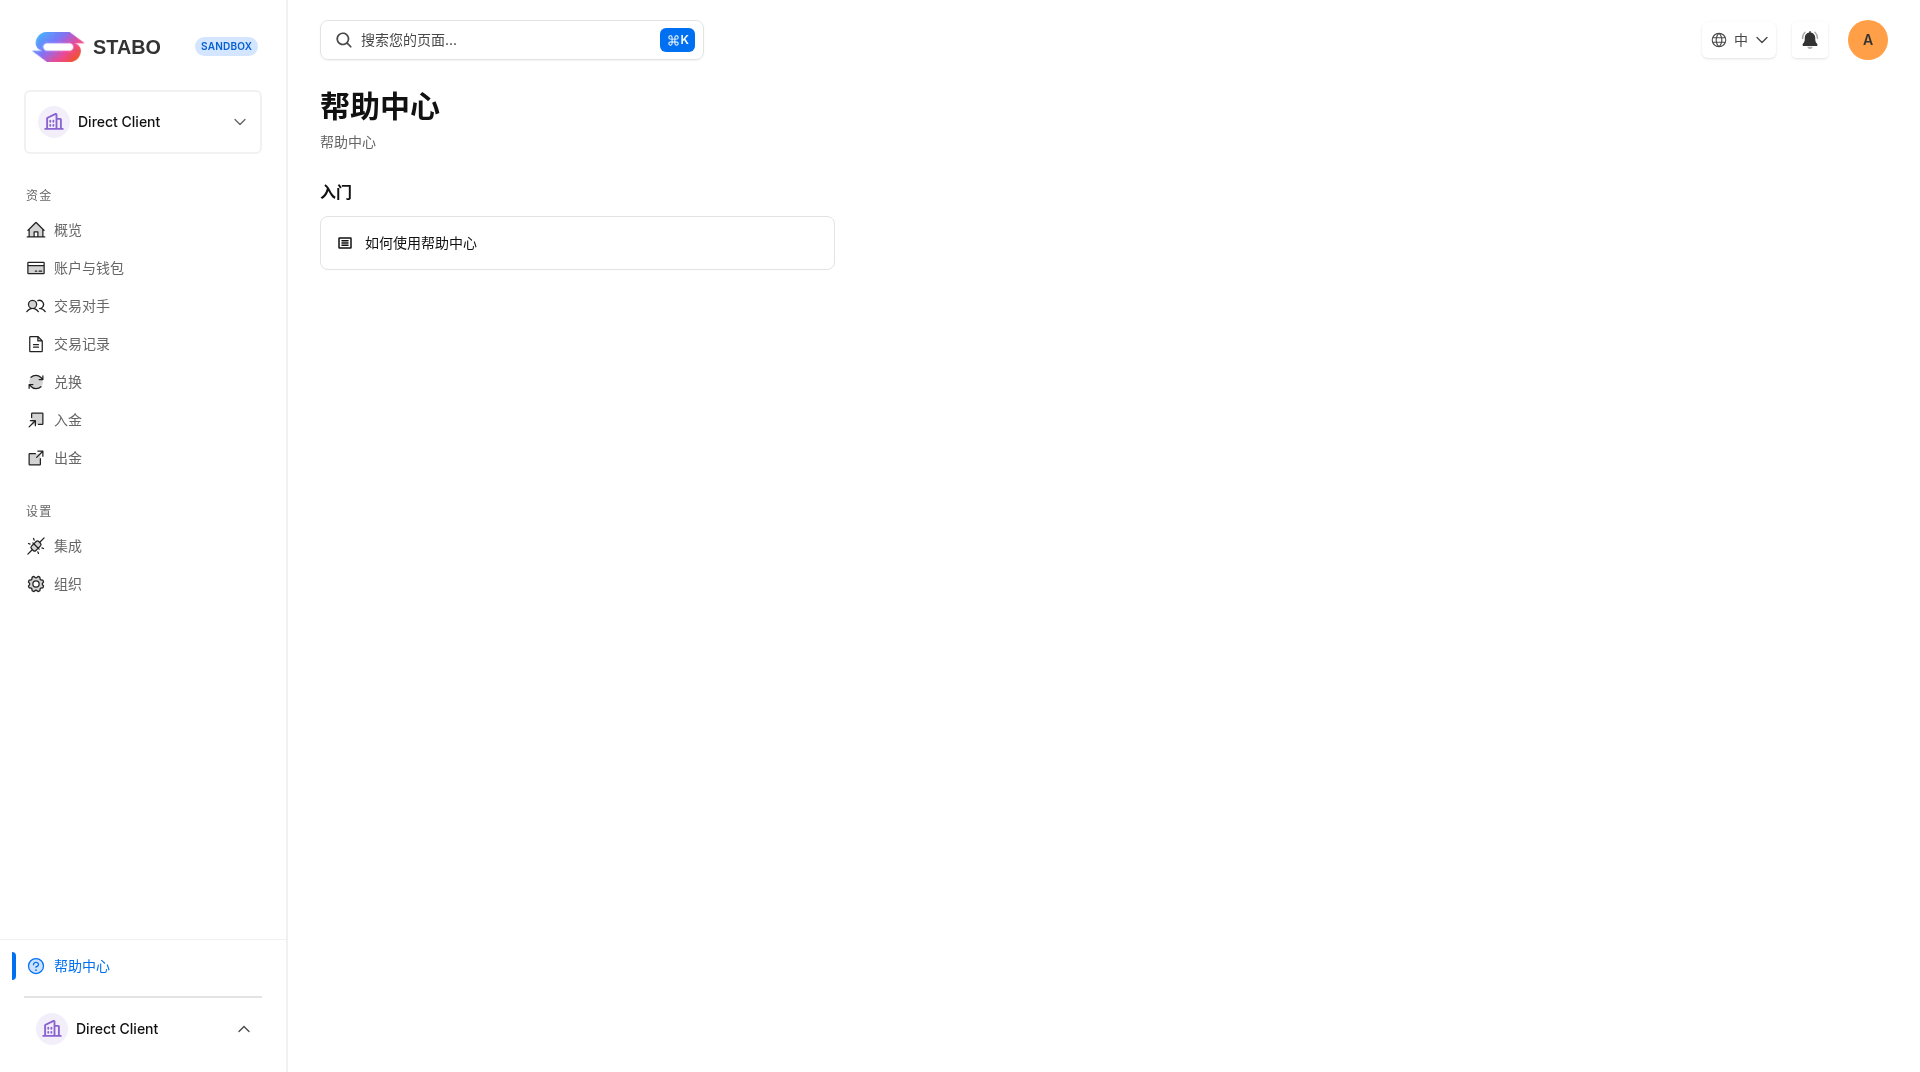 STABO
SANDBOX
Direct Client
资金
概览
账户与钱包
交易对手
交易记录
兑换
入金
出金
设置
集成
组织
帮助中心
Direct Client
搜索您的页面...
⌘K
中
A
帮助中心
帮助中心
入门
如何使用帮助中心